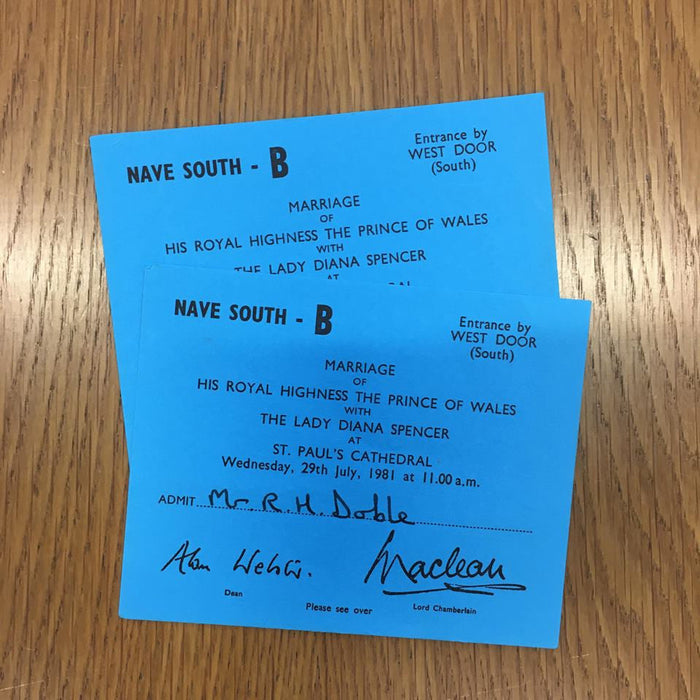 NAVE SOUTH - B
Entrance by
WEST DOOR
(South)
MARRIAGE
OF
HIS ROYAL HIGHNESS THE PRINCE OF WALES
WITH
THE LADY DIANA SPENCER
AT
NAVE SOUTH - B
Entrance by
WEST DOOR
(South)
MARRIAGE
OF
HIS ROYAL HIGHNESS THE PRINCE OF WALES
WITH
THE LADY DIANA SPENCER
AT
ST. PAUL'S CATHEDRAL
Wednesday, 29th July, 1981 at 11.00 a.m.
ADMIT Mr. R. H. Doble
Alan Webster. Maclean
Dean Please see over Lord Chamberlain